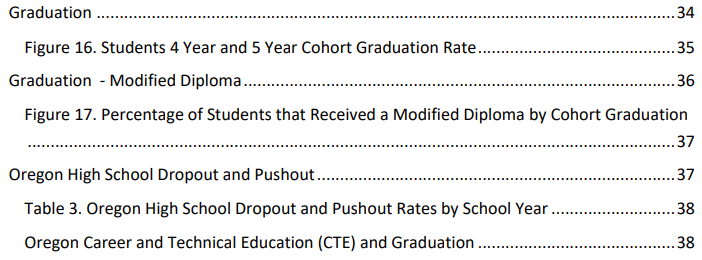 Graduation ........................................................................................................................34
Figure 16. Students 4 Year and 5 Year Cohort Graduation Rate.........................................35
Graduation  - Modified Diploma.........................................................................................36
Figure 17. Percentage of Students that Received a Modified Diploma by Cohort Graduation
.......................................................................................................................................37
Oregon High School Dropout and Pushout..........................................................................37
Table 3. Oregon High School Dropout and Pushout Rates by School Year .........................38
Oregon Career and Technical Education (CTE) and Graduation .........................................38